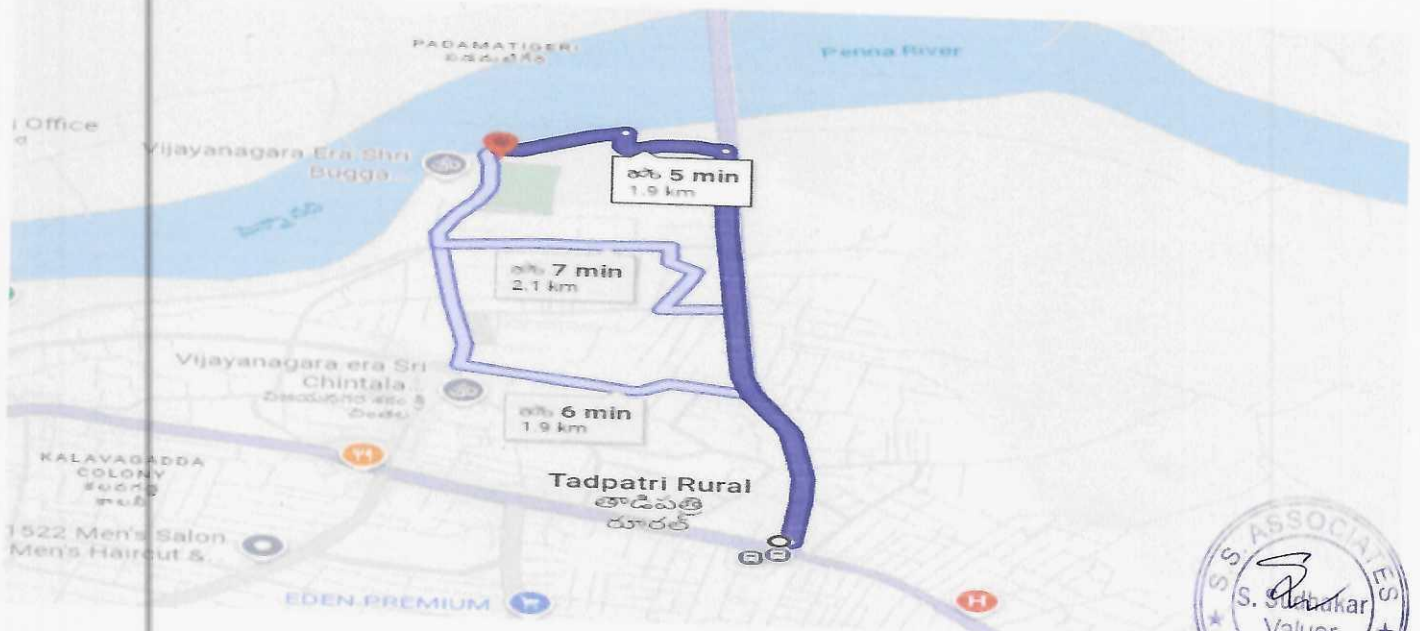 PADAMATIGERI
Penna River
Office
Vijayanagara Era Shri
Bugga...
పెన్నా నది
5 min
1.9 km
7 min
2.1 km
Vijayanagara era Sri
Chintala...
6 min
1.9 km
KALAVAGADDA
COLONY
Tadpatri Rural
తాడిపత్రి
రూరల్
1522 Men's Salon
Men's Haircut &
EDEN PREMIUM
H
S. S. ASSOCIATES
S. Sudhakar
Valuer